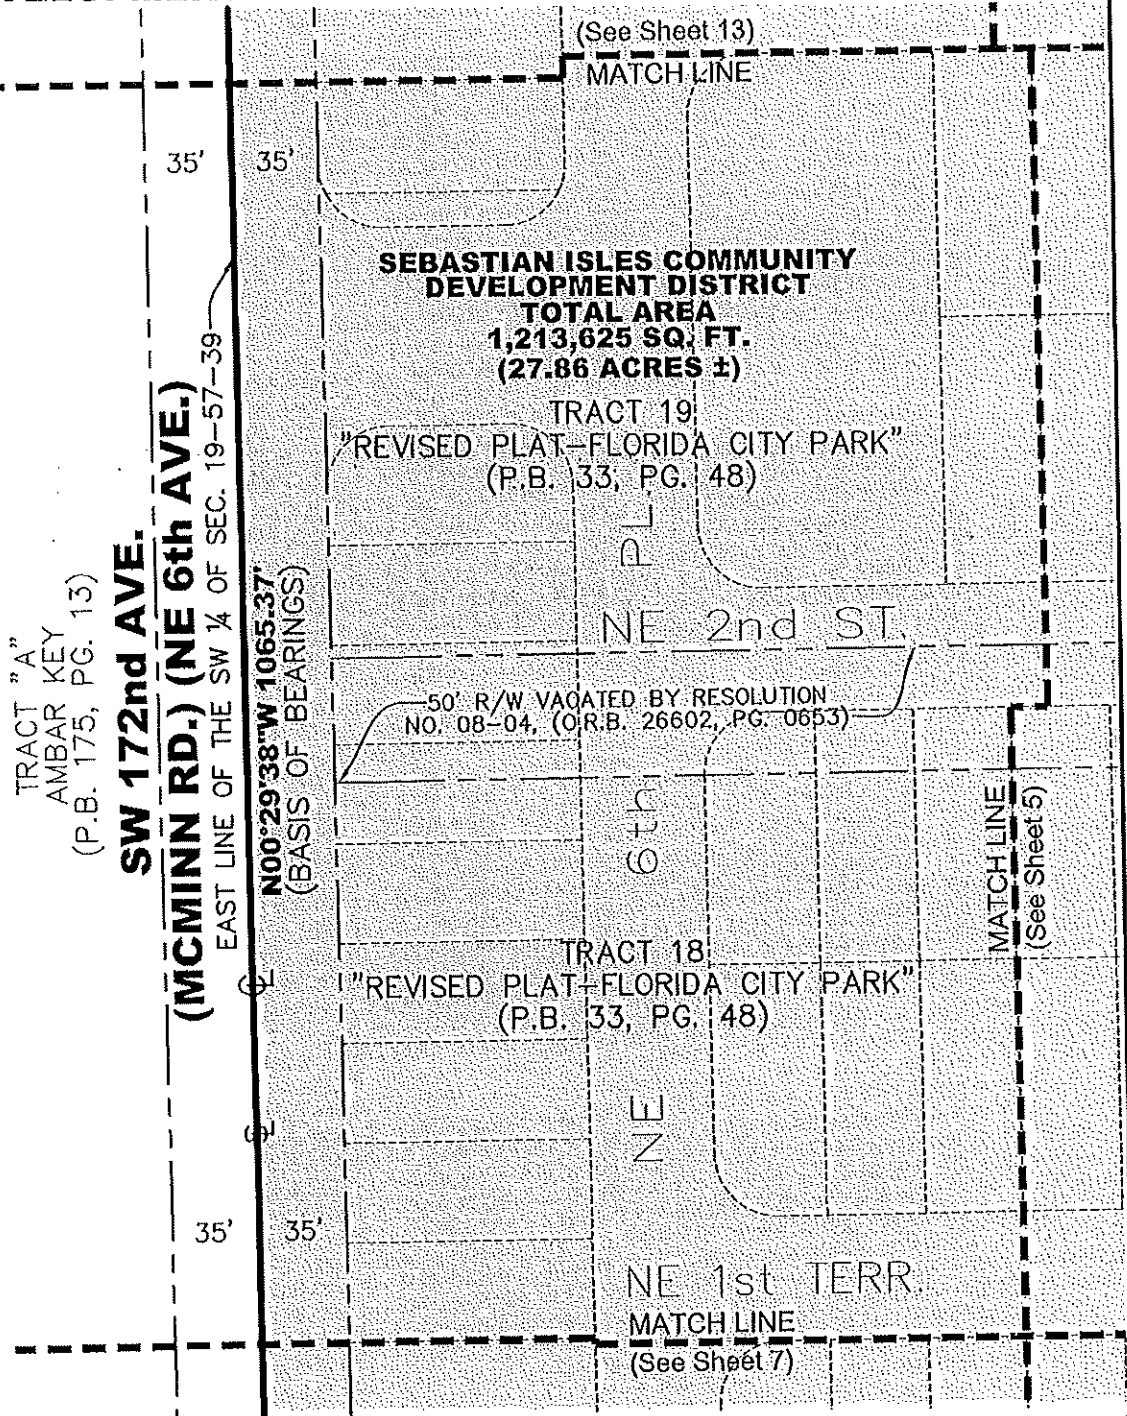 (See Sheet 13)
MATCH LINE
35'
35'
SEBASTIAN ISLES COMMUNITY
DEVELOPMENT DISTRICT
TOTAL AREA
1,213,625 SQ. FT.
(27.86 ACRES ±)
TRACT 19
"REVISED PLAT-FLORIDA CITY PARK"
(P.B. 33, PG. 48)
TRACT "A"
AMBAR KEY
(P.B. 175, PG. 13)
SW 172nd AVE.
(MCMINN RD.) (NE 6th AVE.)
EAST LINE OF THE SW ¼ OF SEC. 19-57-39
N00°29'38"W 1065.37'
(BASIS OF BEARINGS)
NE 2nd ST.
50' R/W VACATED BY RESOLUTION
NO. 08-04, (O.R.B. 26602, PG. 0653)
NE 6th PL.
MATCH LINE
(See Sheet 5)
TRACT 18
"REVISED PLAT-FLORIDA CITY PARK"
(P.B. 33, PG. 48)
35'
35'
NE 1st TERR.
MATCH LINE
(See Sheet 7)